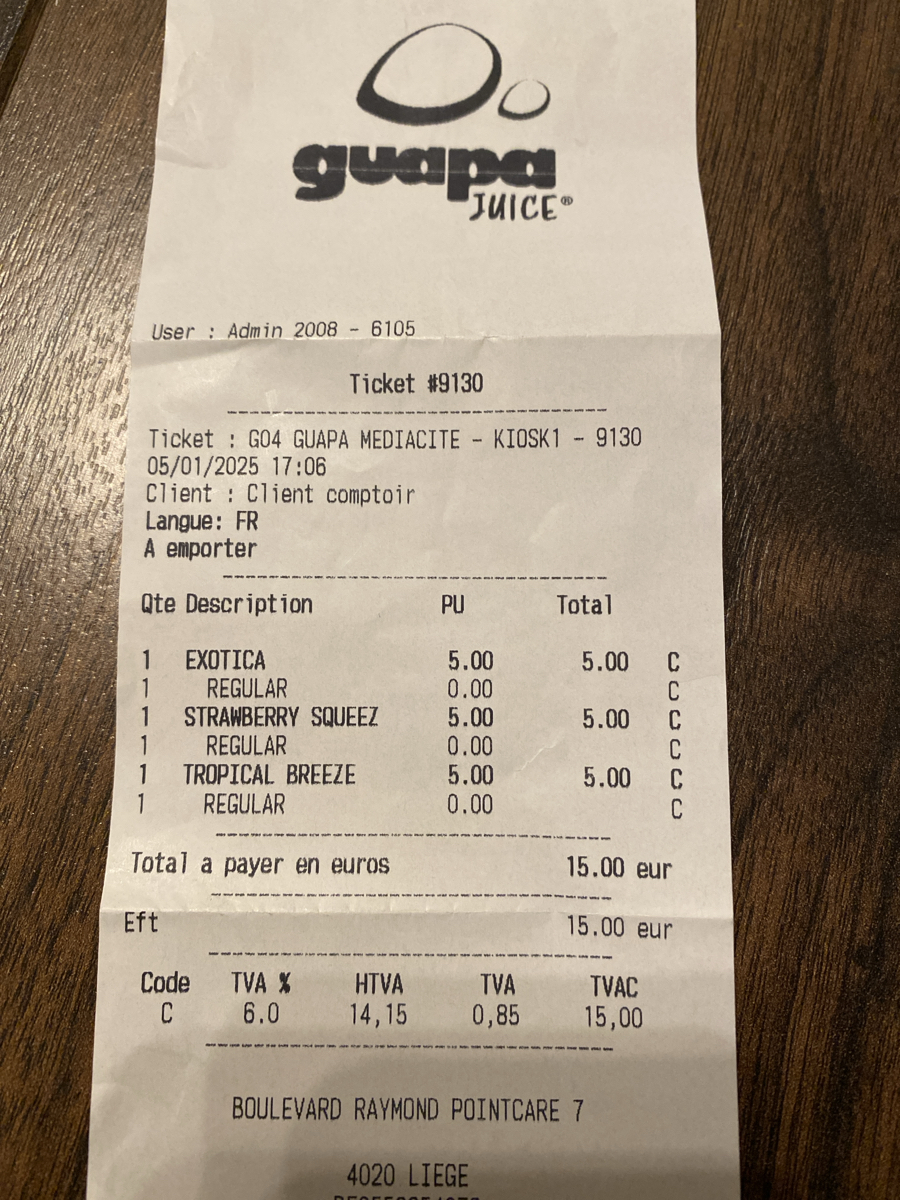 guapa
JUICE®
User : Admin 2008 - 6105
Ticket #9130
Ticket : GO4 GUAPA MEDIACITE - KIOSK1 - 9130
05/01/2025 17:06
Client : Client comptoir
Langue: FR
A emporter
Qte Description PU Total
1 EXOTICA 5.00 5.00 C
1 REGULAR 0.00 C
1 STRAWBERRY SQUEEZ 5.00 5.00 C
1 REGULAR 0.00 C
1 TROPICAL BREEZE 5.00 5.00 C
1 REGULAR 0.00 C
Total a payer en euros 15.00 eur
Eft 15.00 eur
Code TVA % HTVA TVA TVAC
C 6.0 14,15 0,85 15,00
BOULEVARD RAYMOND POINTCARE 7
4020 LIEGE